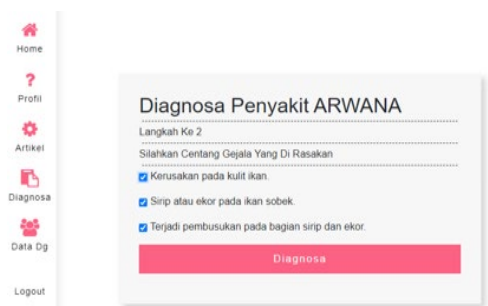 Home
Profil
Artikel
Diagnosa
Data Dg
Logout
Diagnosa Penyakit ARWANA
Langkah Ke 2
Silahkan Centang Gejala Yang Di Rasakan
Kerusakan pada kulit ikan.
Sirip atau ekor pada ikan sobek.
Terjadi pembusukan pada bagian sirip dan ekor.
Diagnosa